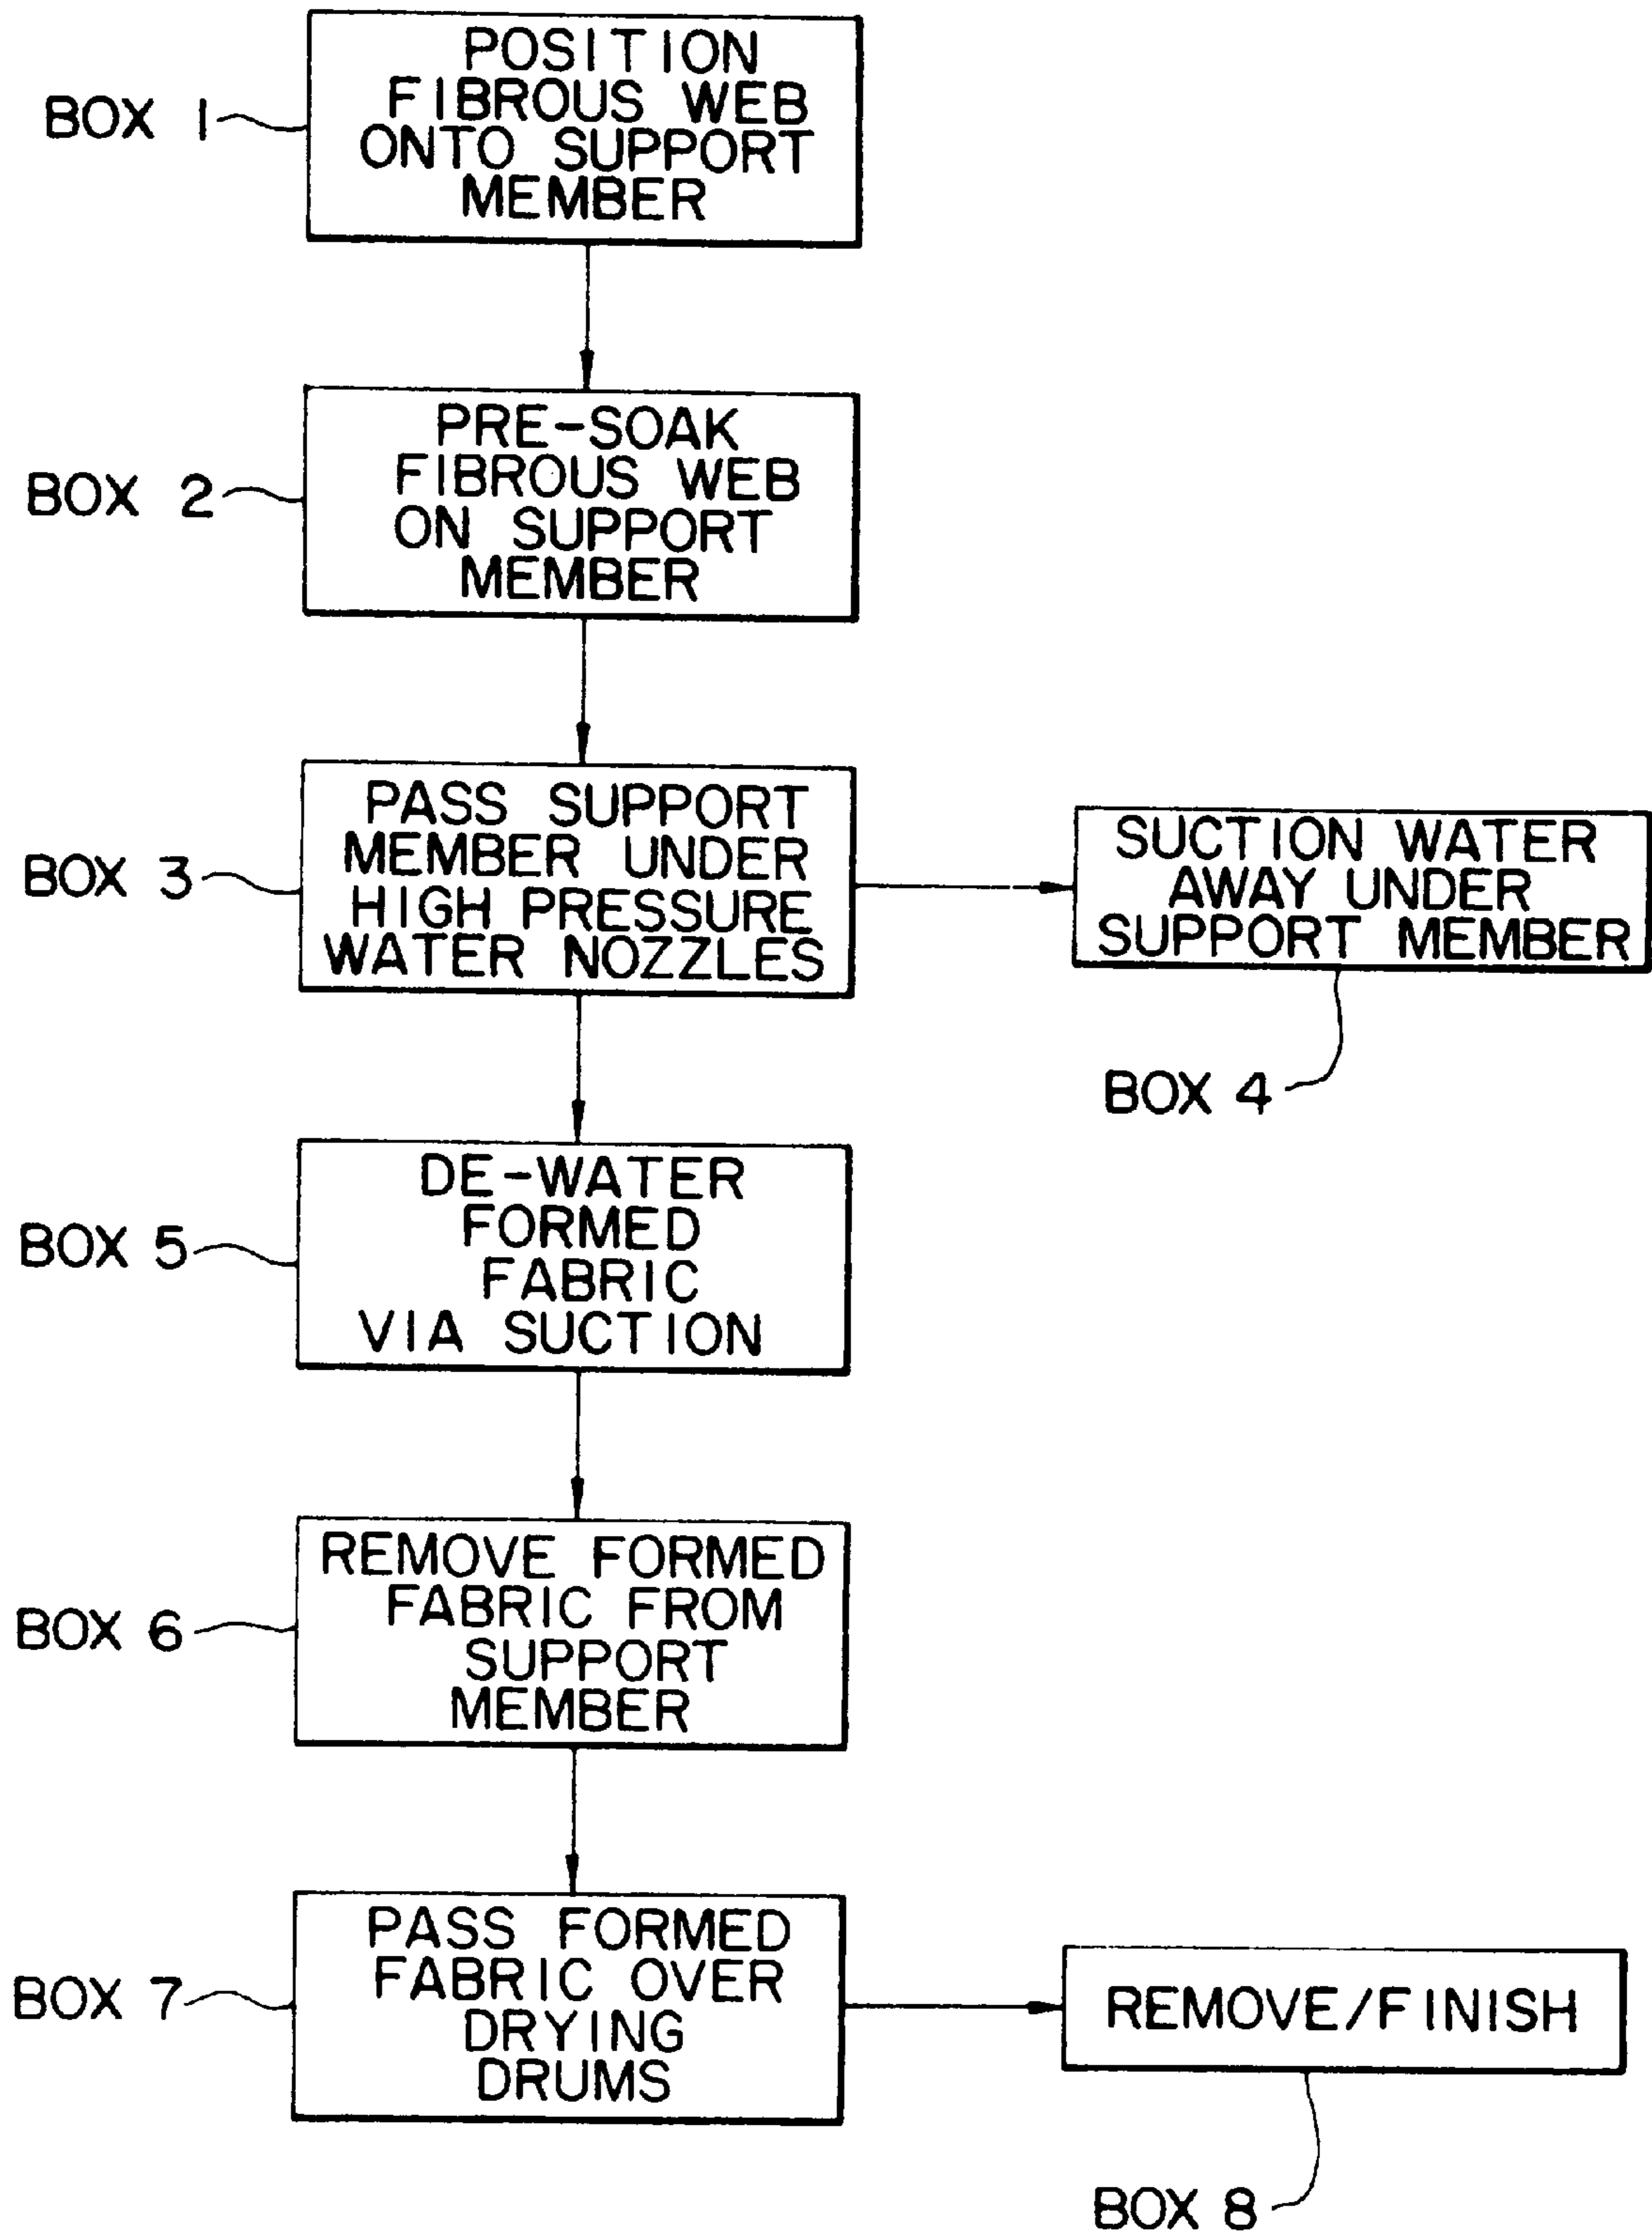 BOX 1
POSITION
FIBROUS WEB
ONTO SUPPORT
MEMBER
BOX 2
PRE-SOAK
FIBROUS WEB
ON SUPPORT
MEMBER
BOX 3
PASS SUPPORT
MEMBER UNDER
HIGH PRESSURE
WATER NOZZLES
SUCTION WATER
AWAY UNDER
SUPPORT MEMBER
BOX 4
BOX 5
DE-WATER
FORMED
FABRIC
VIA SUCTION
BOX 6
REMOVE FORMED
FABRIC FROM
SUPPORT
MEMBER
BOX 7
PASS FORMED
FABRIC OVER
DRYING
DRUMS
REMOVE/FINISH
BOX 8